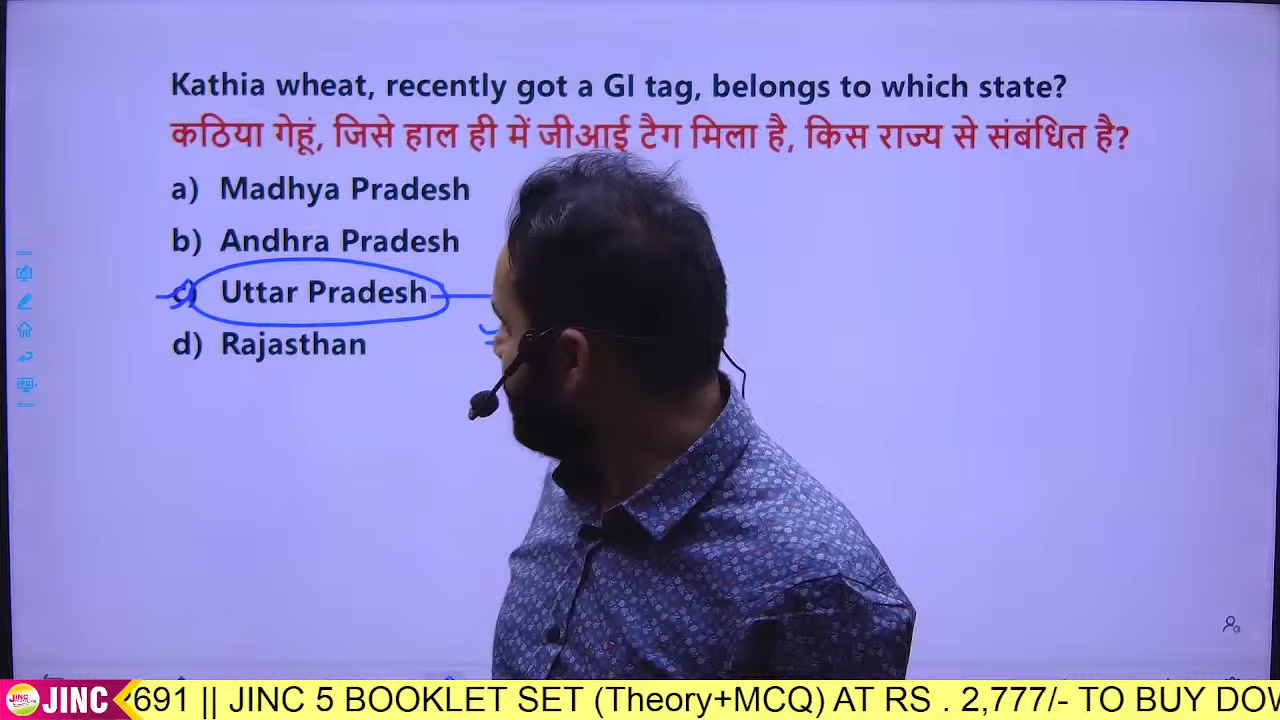 Kathia wheat, recently got a GI tag, belongs to which state?
कठिया गेहूं, जिसे हाल ही में जीआई टैग मिला है, किस राज्य से संबंधित है?
a) Madhya Pradesh
b) Andhra Pradesh
c) Uttar Pradesh
d) Rajasthan
JINC 691 || JINC 5 BOOKLET SET (Theory+MCQ) AT RS . 2,777/- TO BUY